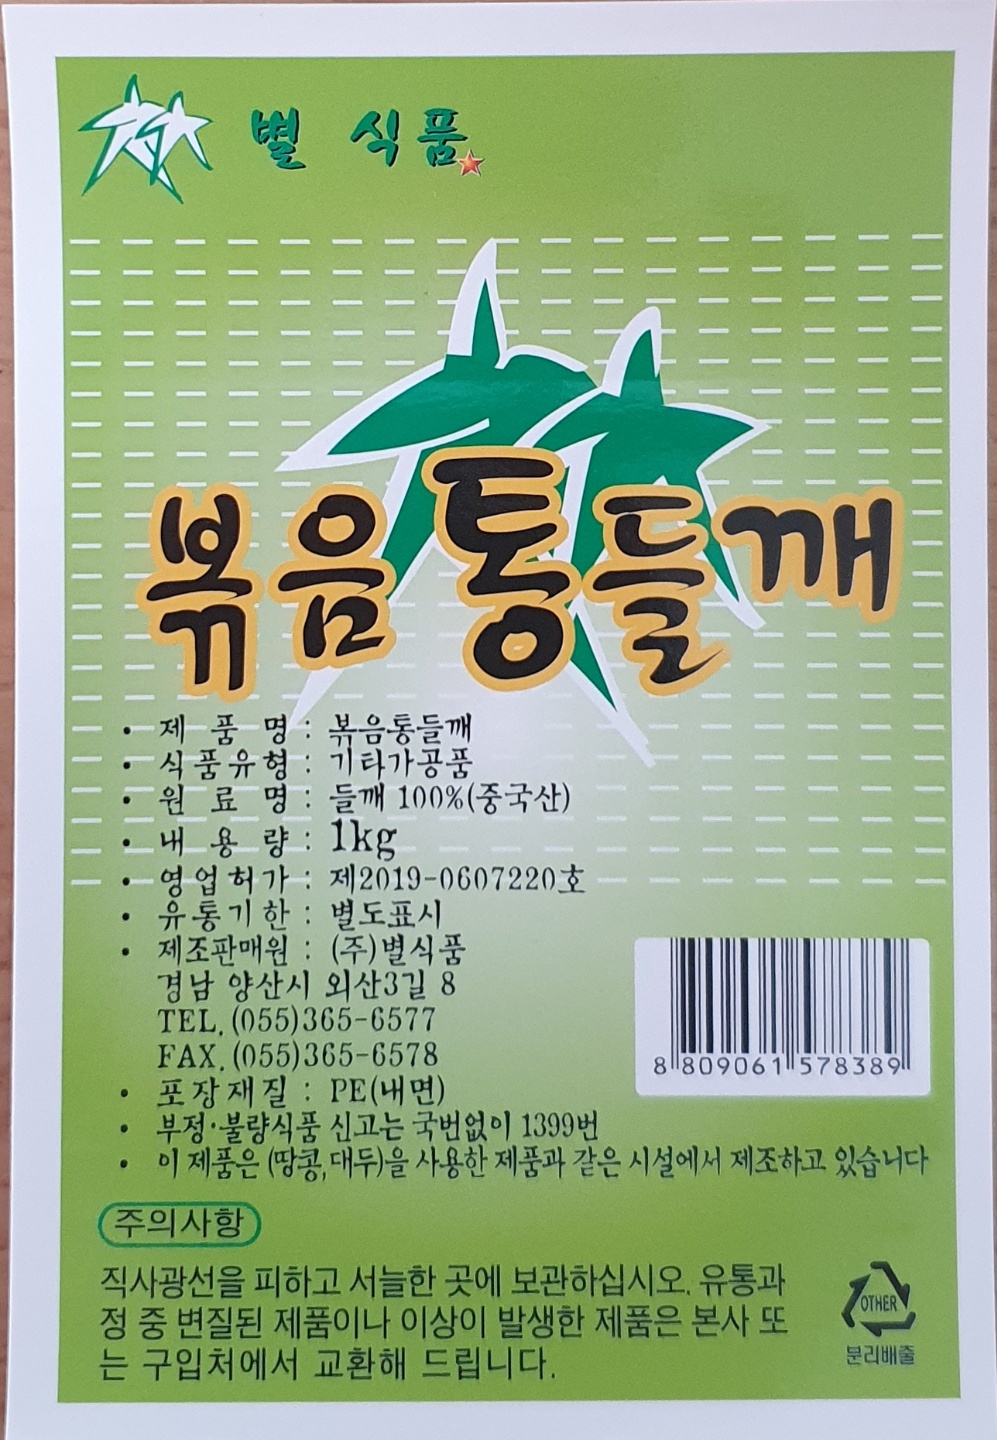 별 식품
볶음통들깨
· 제 품 명 : 볶음통들깨
· 식품유형 : 기타가공품
· 원 료 명 : 들깨 100%(중국산)
· 내 용 량 : 1kg
· 영업허가 : 제2019-0607220호
· 유통기한 : 별도표시
· 제조판매원 : (주)별식품
경남 양산시 외산3길 8
TEL. (055)365-6577
FAX. (055)365-6578
· 포장재질 : PE(내면)
8 809061 578389
· 부정·불량식품 신고는 국번없이 1399번
· 이 제품은 (땅콩, 대두)을 사용한 제품과 같은 시설에서 제조하고 있습니다
주의사항
직사광선을 피하고 서늘한 곳에 보관하십시오. 유통과
정 중 변질된 제품이나 이상이 발생한 제품은 본사 또
는 구입처에서 교환해 드립니다.
OTHER
분리배출